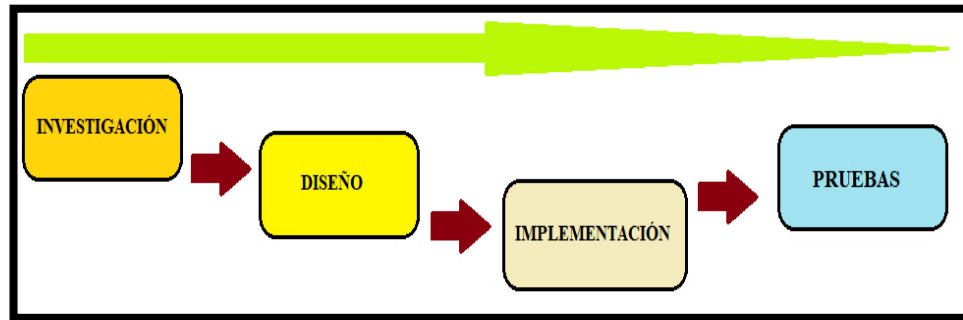 INVESTIGACIÓN
DISEÑO
IMPLEMENTACIÓN
PRUEBAS